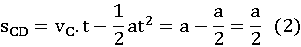 s_CD = v_C.t − 1/2 at² = a − a/2 = a/2 (2)